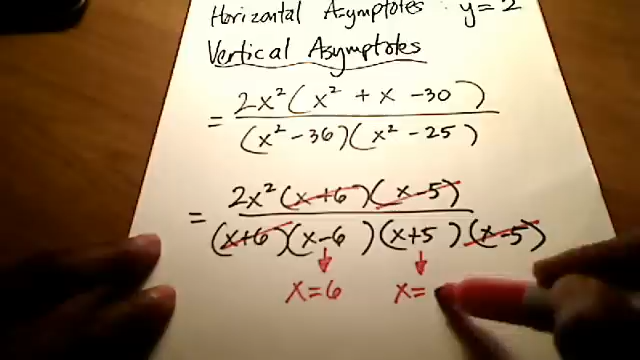 Horizontal Asymptotes : y = 2
Vertical Asymptotes
= 2x²(x² + x - 30) / (x² - 36)(x² - 25)
= 2x²(x+6)(x-5) / (x+6)(x-6)(x+5)(x-5)
x=6 x=